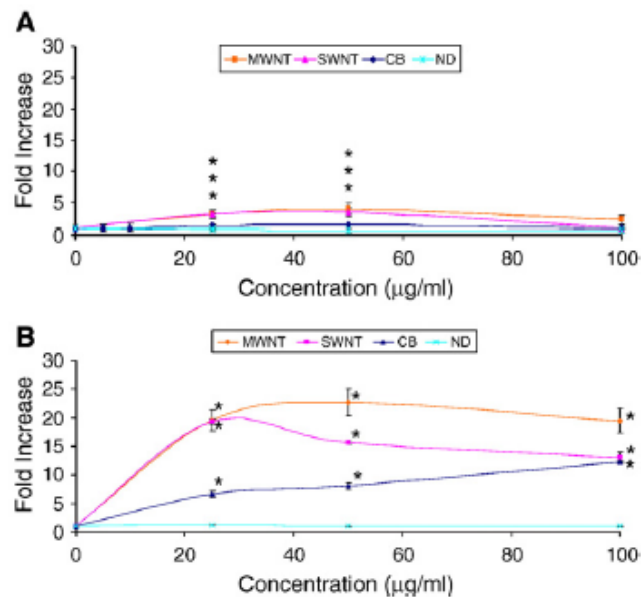 A
30
MWNT SWNT CB ND
25
20
15
10
5
0
Fold Increase
* *
* *
* *
0 20 40 60 80 100
Concentration (μg/ml)
B
30
MWNT SWNT CB ND
25
20
15
10
5
0
Fold Increase
* * *
* * *
* * *
0 20 40 60 80 100
Concentration (μg/ml)